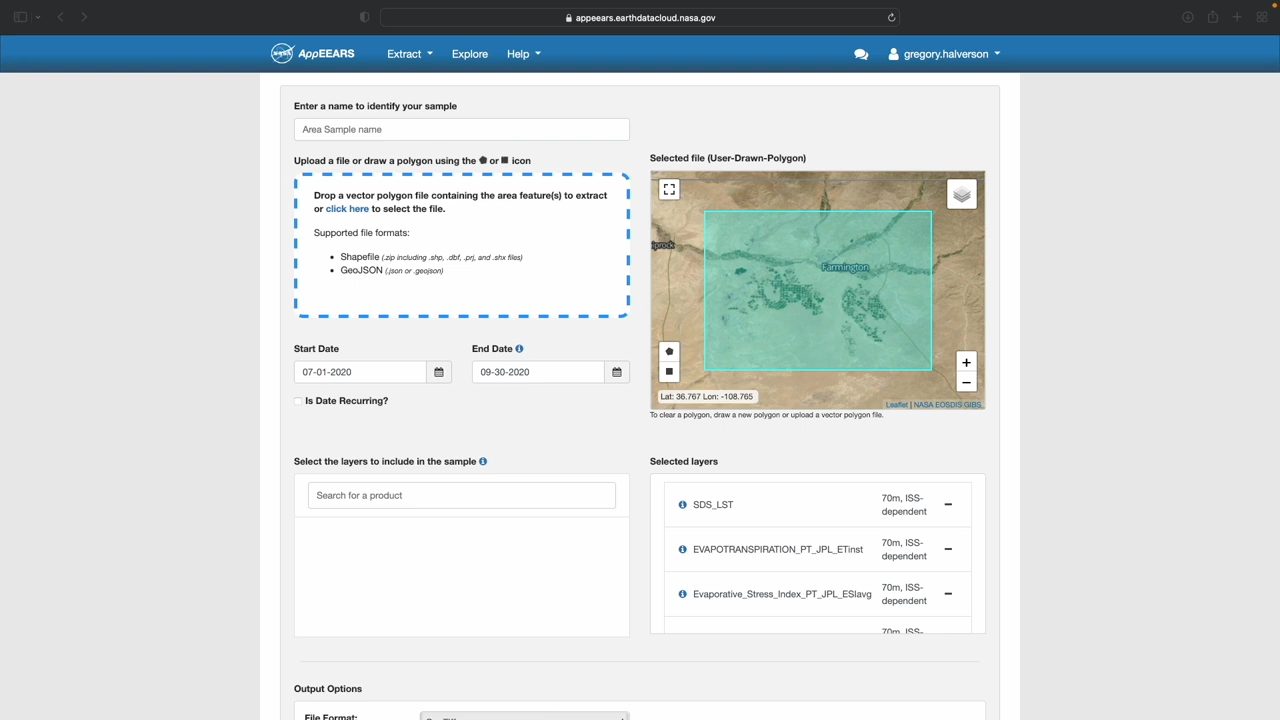 appeears.earthdatacloud.nasa.gov
NASA AppEEARS Extract Explore Help gregory.halverson
Enter a name to identify your sample
Area Sample name
Upload a file or draw a polygon using the or icon
Drop a vector polygon file containing the area feature(s) to extract
or click here to select the file.
Supported file formats:
• Shapefile (.zip including .shp, .dbf, .prj, and .shx files)
• GeoJSON (.json or .geojson)
Selected file (User-Drawn-Polygon)
Farmington
+
−
Lat: 36.767 Lon: -108.765
Leaflet | NASA EOSDIS GIBS
To clear a polygon, draw a new polygon or upload a vector polygon file.
Start Date
07-01-2020
End Date
09-30-2020
Is Date Recurring?
Select the layers to include in the sample
Search for a product
Selected layers
SDS_LST
70m, ISS-
dependent
EVAPOTRANSPIRATION_PT_JPL_ETinst
70m, ISS-
dependent
Evaporative_Stress_Index_PT_JPL_ESIavg
70m, ISS-
dependent
70m, ISS-
Output Options
File Format: